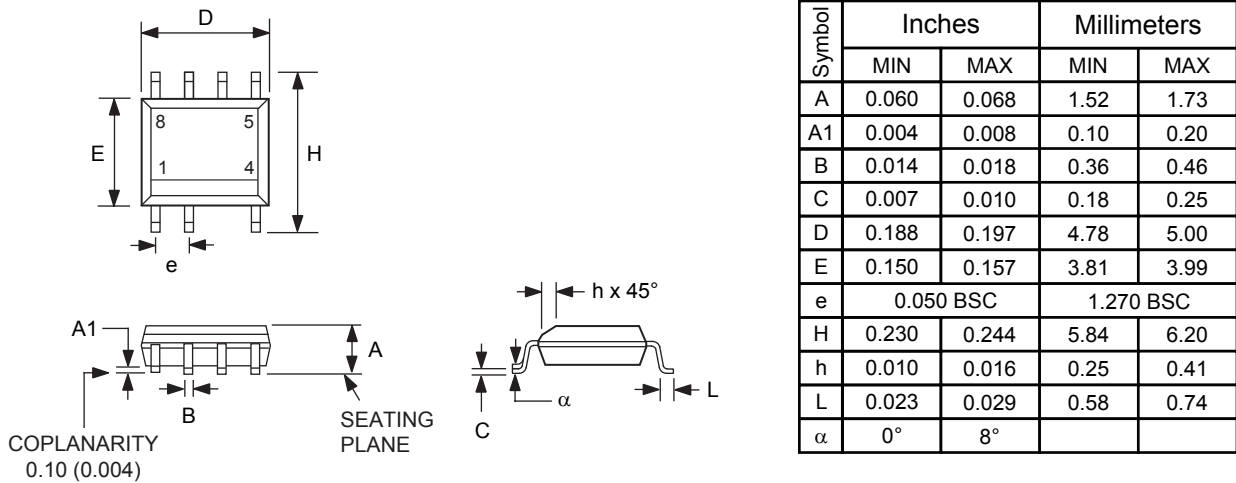 D
8 5
1 4
E
H
e
A1
A
B
COPLANARITY
0.10 (0.004)
SEATING
PLANE
h x 45°
C
α
L
Symbol Inches Millimeters
MIN MAX MIN MAX
A 0.060 0.068 1.52 1.73
A1 0.004 0.008 0.10 0.20
B 0.014 0.018 0.36 0.46
C 0.007 0.010 0.18 0.25
D 0.188 0.197 4.78 5.00
E 0.150 0.157 3.81 3.99
e 0.050 BSC 1.270 BSC
H 0.230 0.244 5.84 6.20
h 0.010 0.016 0.25 0.41
L 0.023 0.029 0.58 0.74
α 0° 8°